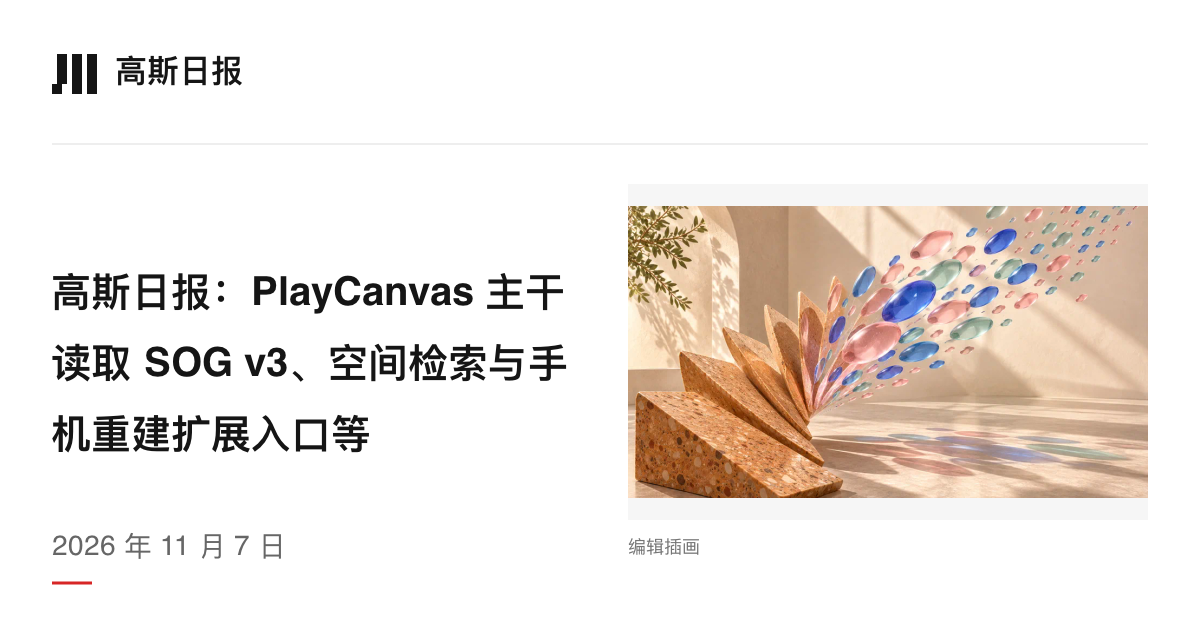 高斯日报
高斯日报：PlayCanvas 主干
读取 SOG v3、空间检索与手
机重建扩展入口等
2026 年 11 月 7 日
编辑插画